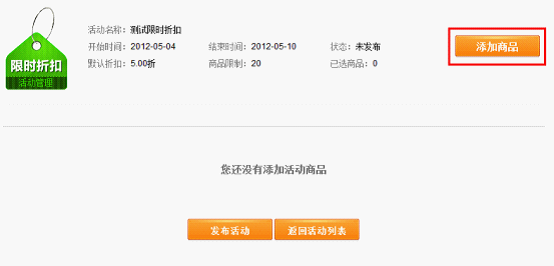 限时折扣
活动管理
活动名称：测试限时折扣
开始时间：2012-05-04 结束时间：2012-05-10 状态：未发布
默认折扣：5.00折 商品限制：20 已选商品：0
添加商品
您还没有添加活动商品
发布活动 返回活动列表